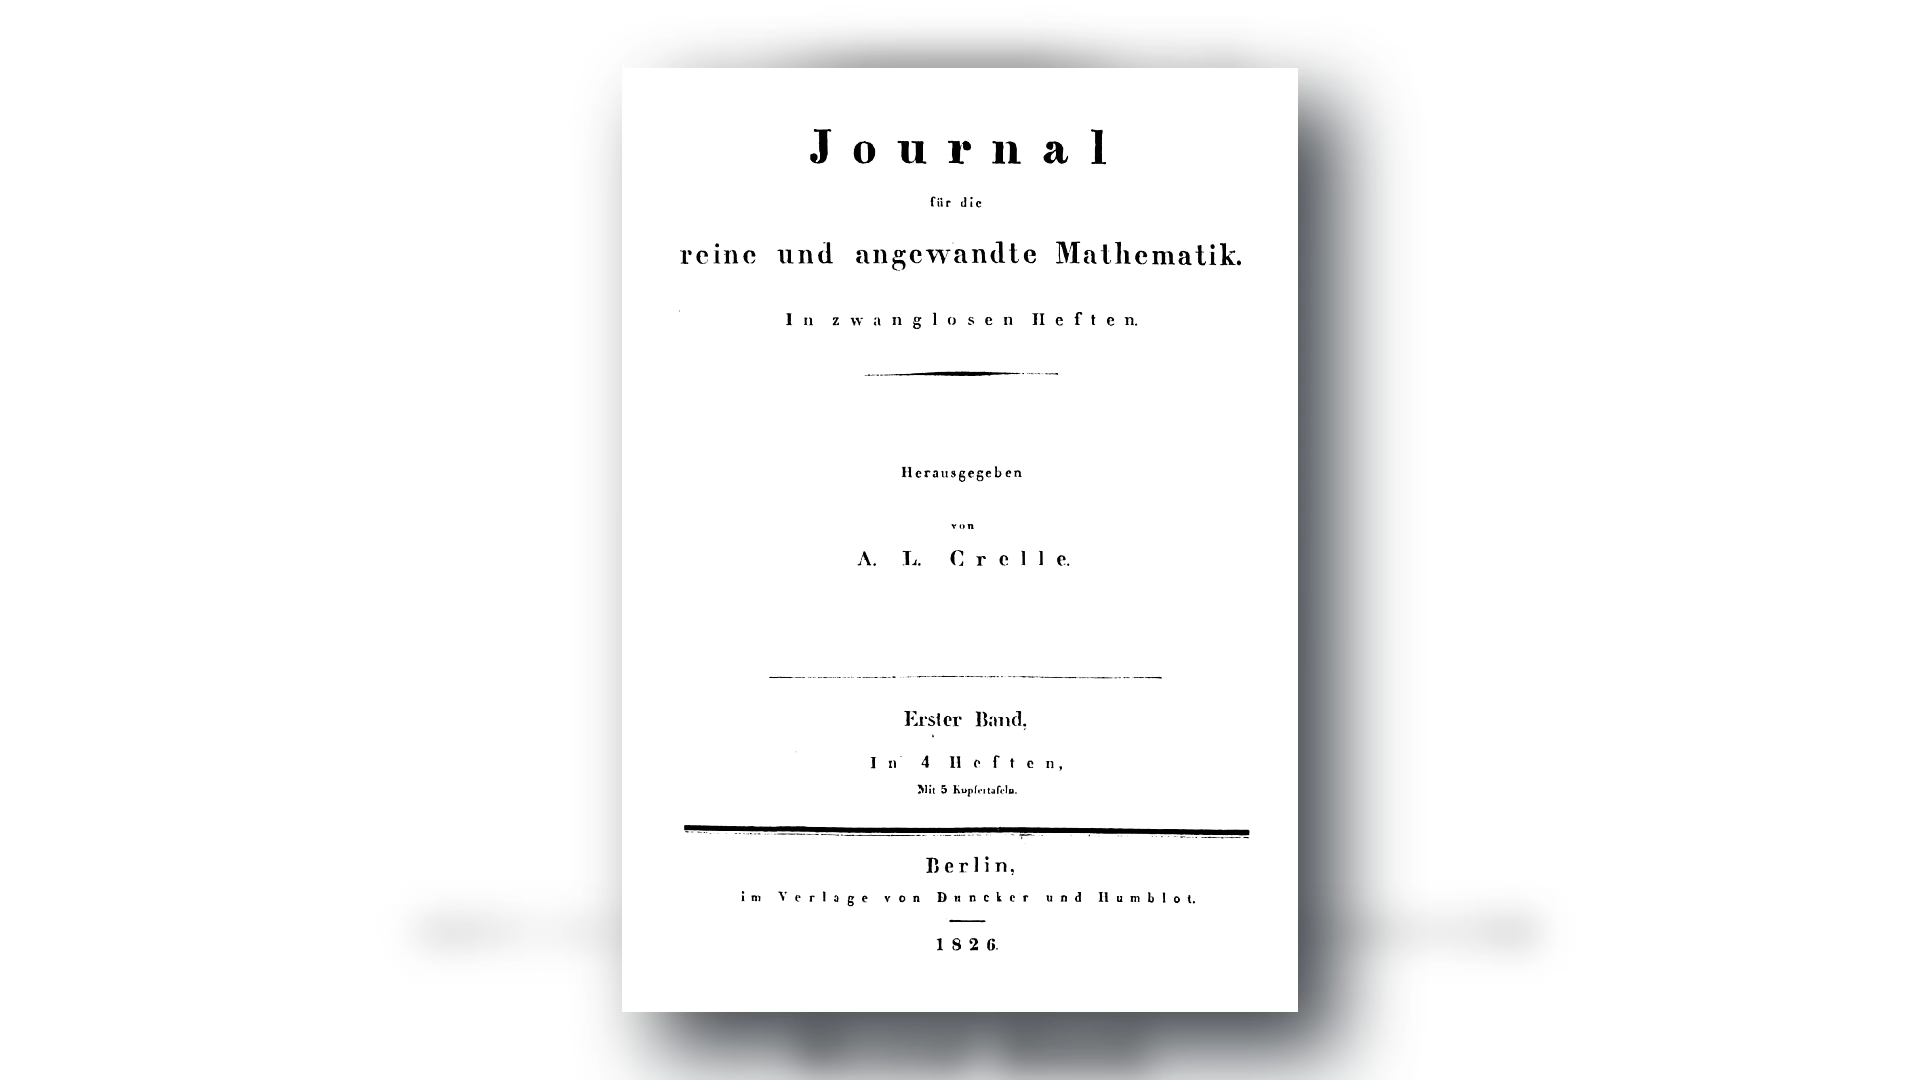 Journal
für die
reine und angewandte Mathematik.
In zwanglosen Heften.
Herausgegeben
von
A. L. Crelle.
Erster Band,
In 4 Heften,
Mit 5 Kupfertafeln.
Berlin,
im Verlage von Duncker und Humblot.
1826.